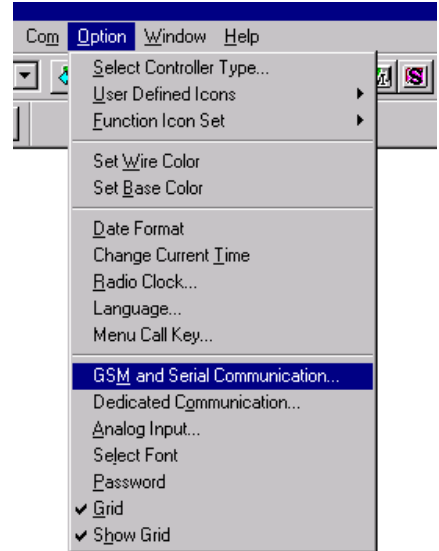 Com Option Window Help
Select Controller Type...
User Defined Icons
Function Icon Set
Set Wire Color
Set Base Color
Date Format
Change Current Time
Radio Clock...
Language...
Menu Call Key...
GSM and Serial Communication...
Dedicated Communication...
Analog Input...
Select Font
Password
Grid
Show Grid